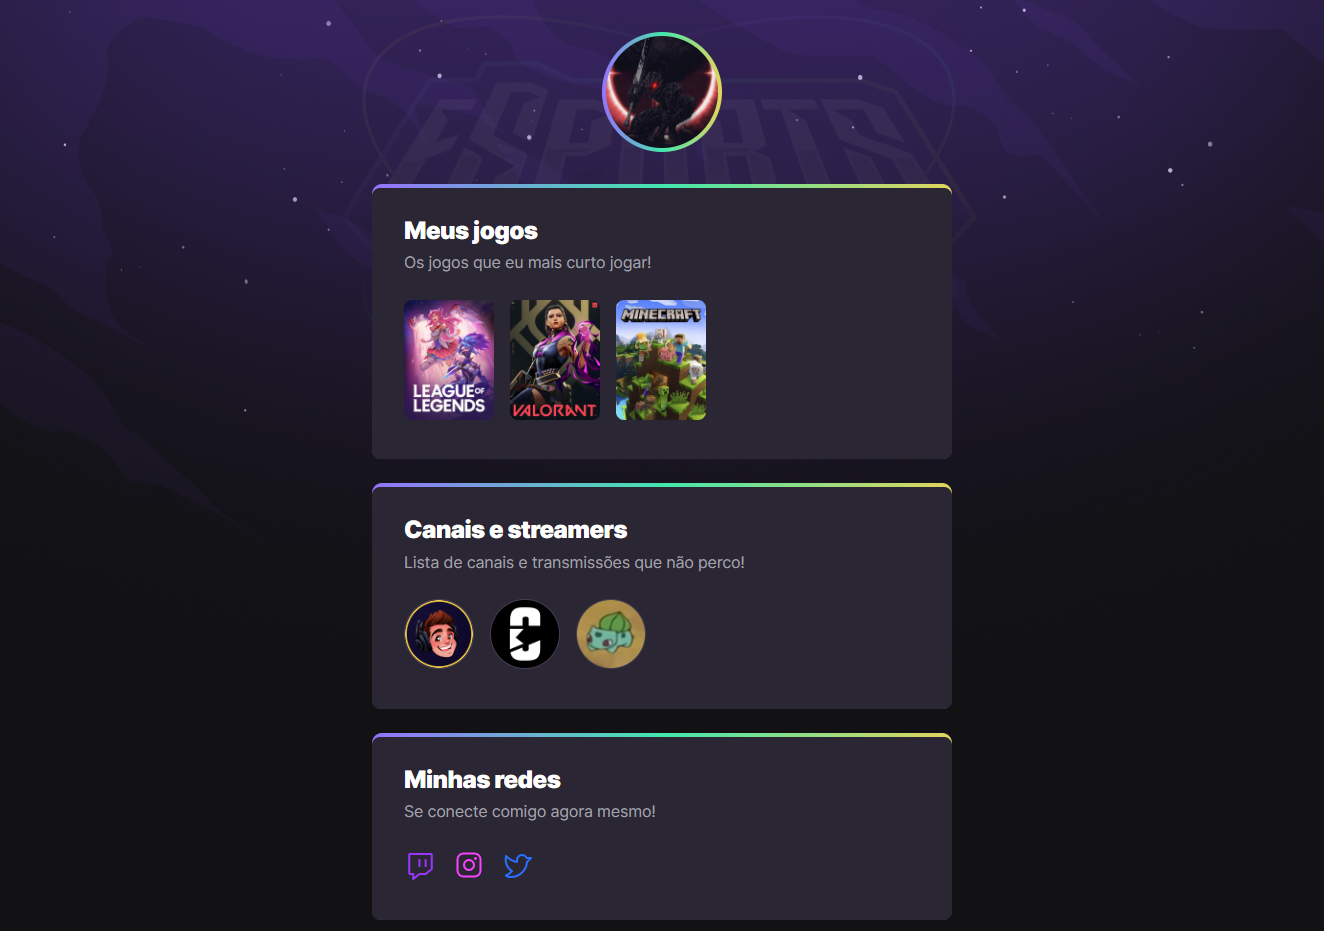 ESPORTS
Meus jogos
Os jogos que eu mais curto jogar!
LEAGUE OF
LEGENDS
VALORANT
MINECRAFT
Canais e streamers
Lista de canais e transmissões que não perco!
Minhas redes
Se conecte comigo agora mesmo!